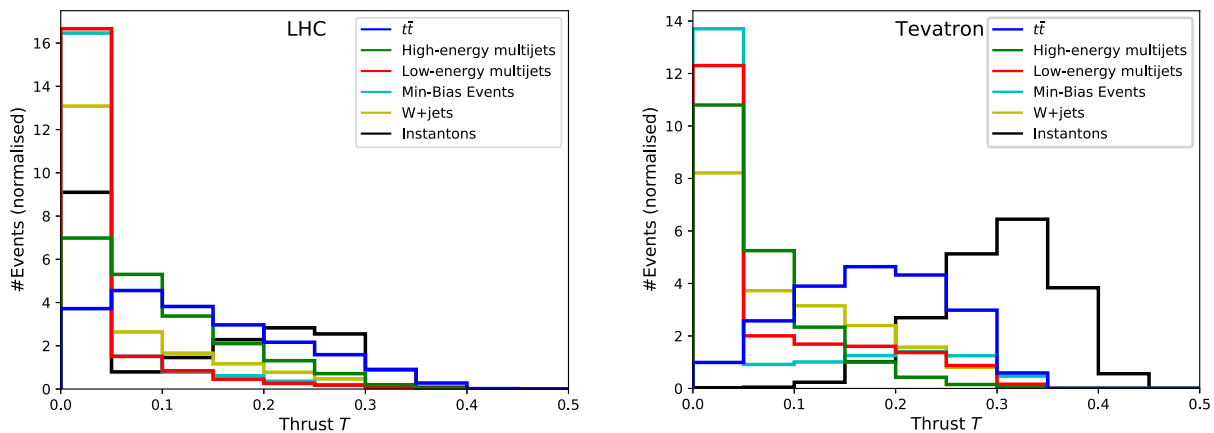 LHC
tt̄
High-energy multijets
Low-energy multijets
Min-Bias Events
W+jets
Instantons
#Events (normalised)
16
14
12
10
8
6
4
2
0
0.0 0.1 0.2 0.3 0.4 0.5
Thrust T
Tevatron
tt̄
High-energy multijets
Low-energy multijets
Min-Bias Events
W+jets
Instantons
#Events (normalised)
14
12
10
8
6
4
2
0
0.0 0.1 0.2 0.3 0.4 0.5
Thrust T